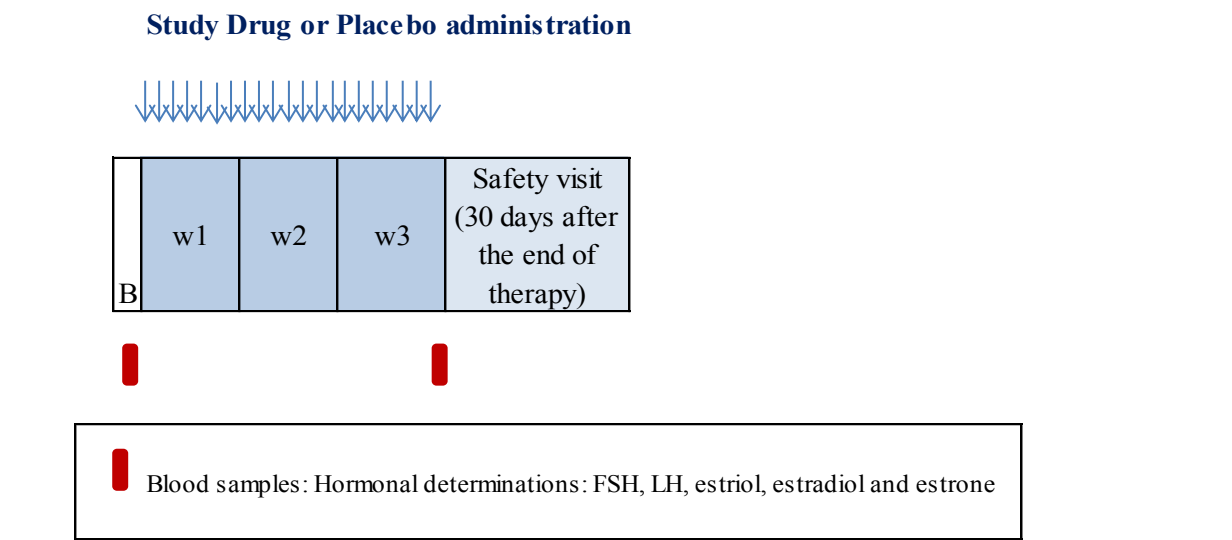 Study Drug or Placebo administration
B
w1
w2
w3
Safety visit
(30 days after
the end of
therapy)
Blood samples: Hormonal determinations: FSH, LH, estriol, estradiol and estrone